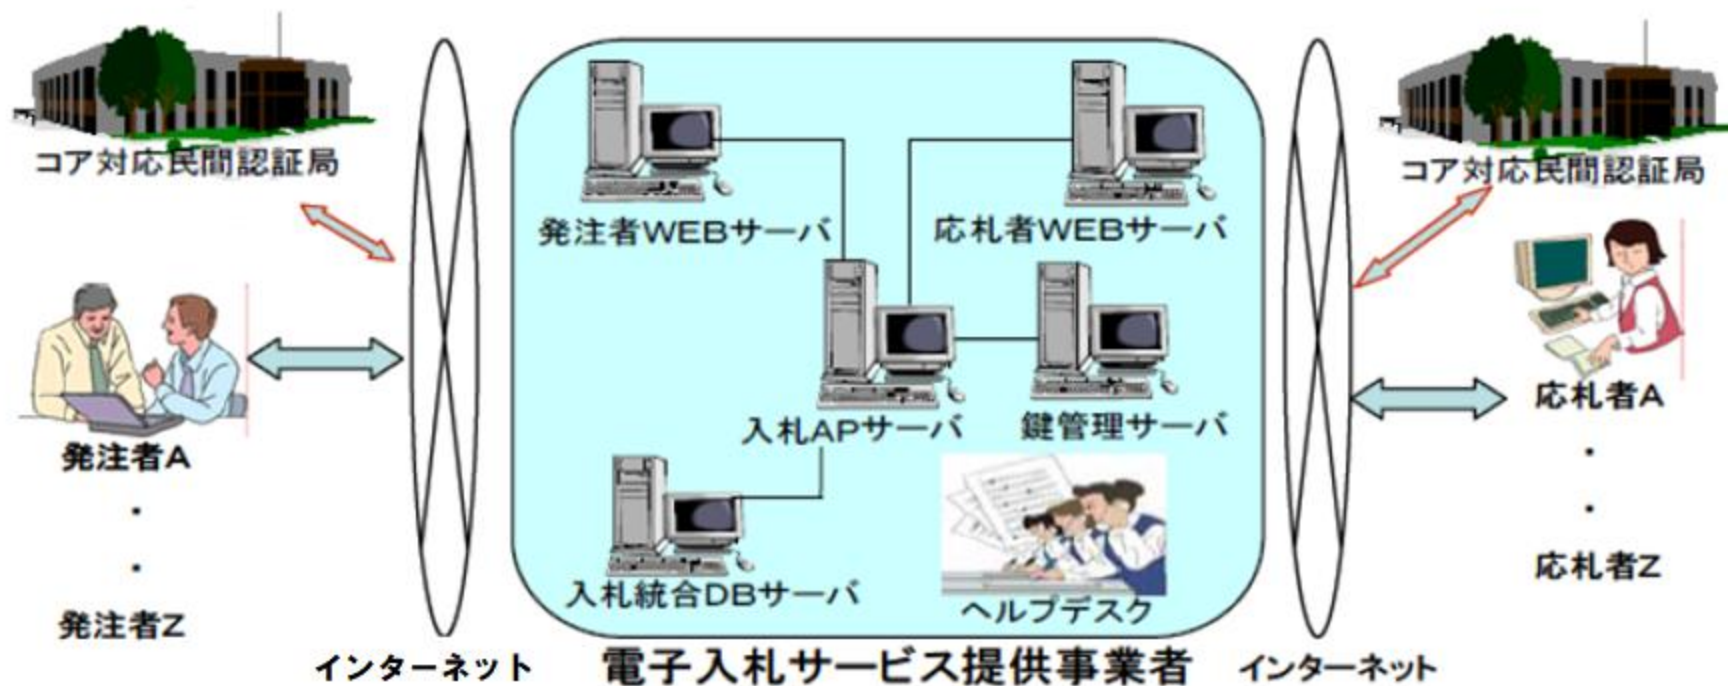 コア対応民間認証局
コア対応民間認証局
発注者WEBサーバ
応札者WEBサーバ
発注者A
・
・
発注者Z
入札APサーバ
鍵管理サーバ
応札者A
・
・
応札者Z
入札統合DBサーバ
ヘルプデスク
インターネット
電子入札サービス提供事業者
インターネット